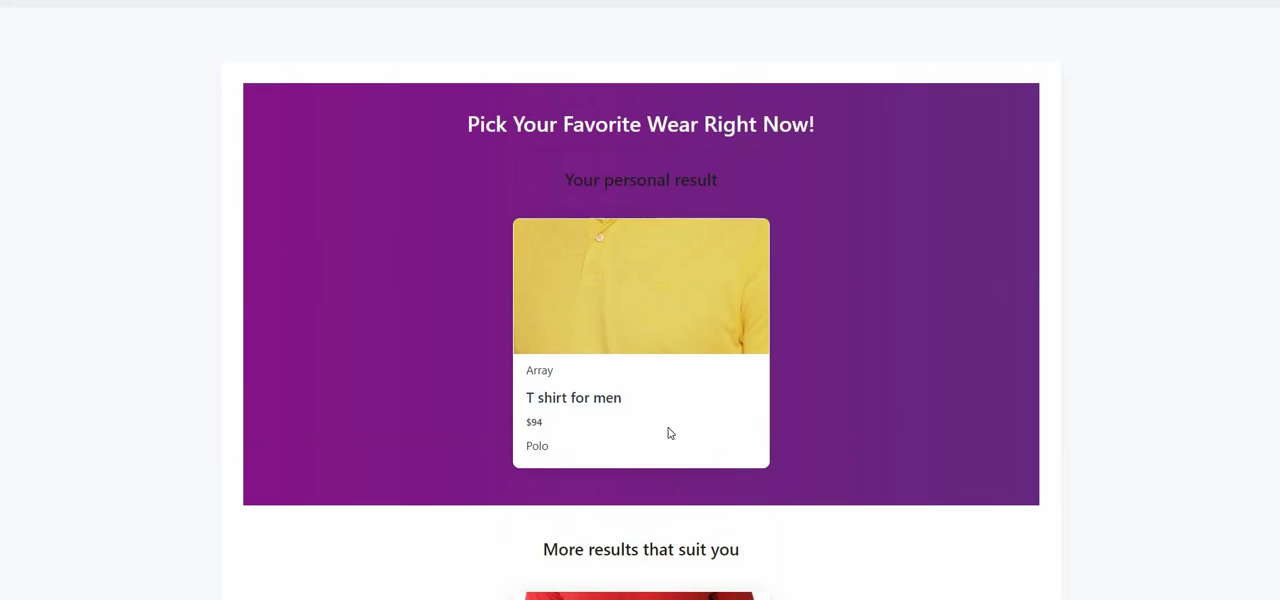 Pick Your Favorite Wear Right Now!
Your personal result
Array
T shirt for men
$94
Polo
More results that suit you